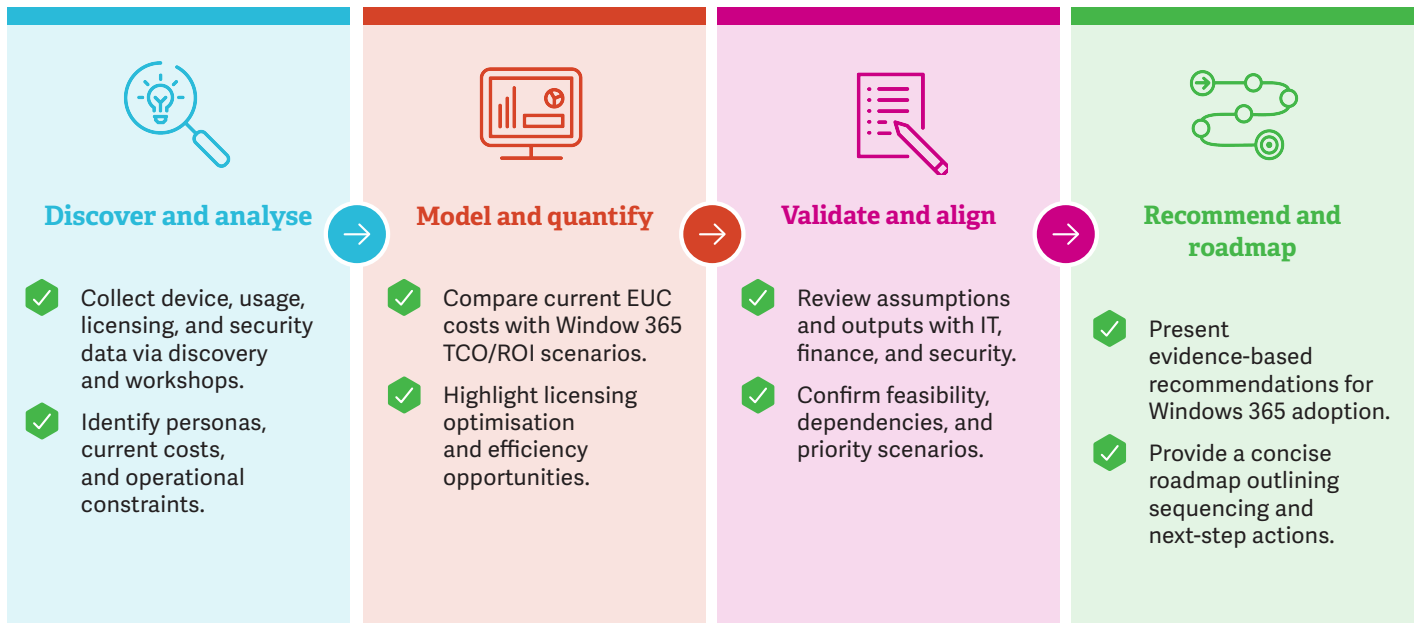 Discover and analyse
Collect device, usage,
licensing, and security
data via discovery
and workshops.
Identify personas,
current costs,
and operational
constraints.
Model and quantify
Compare current EUC
costs with Window 365
TCO/ROI scenarios.
Highlight licensing
optimisation
and efficiency
opportunities.
Validate and align
Review assumptions
and outputs with IT,
finance, and security.
Confirm feasibility,
dependencies, and
priority scenarios.
Recommend and
roadmap
Present
evidence-based
recommendations for
Windows 365 adoption.
Provide a concise
roadmap outlining
sequencing and
next-step actions.